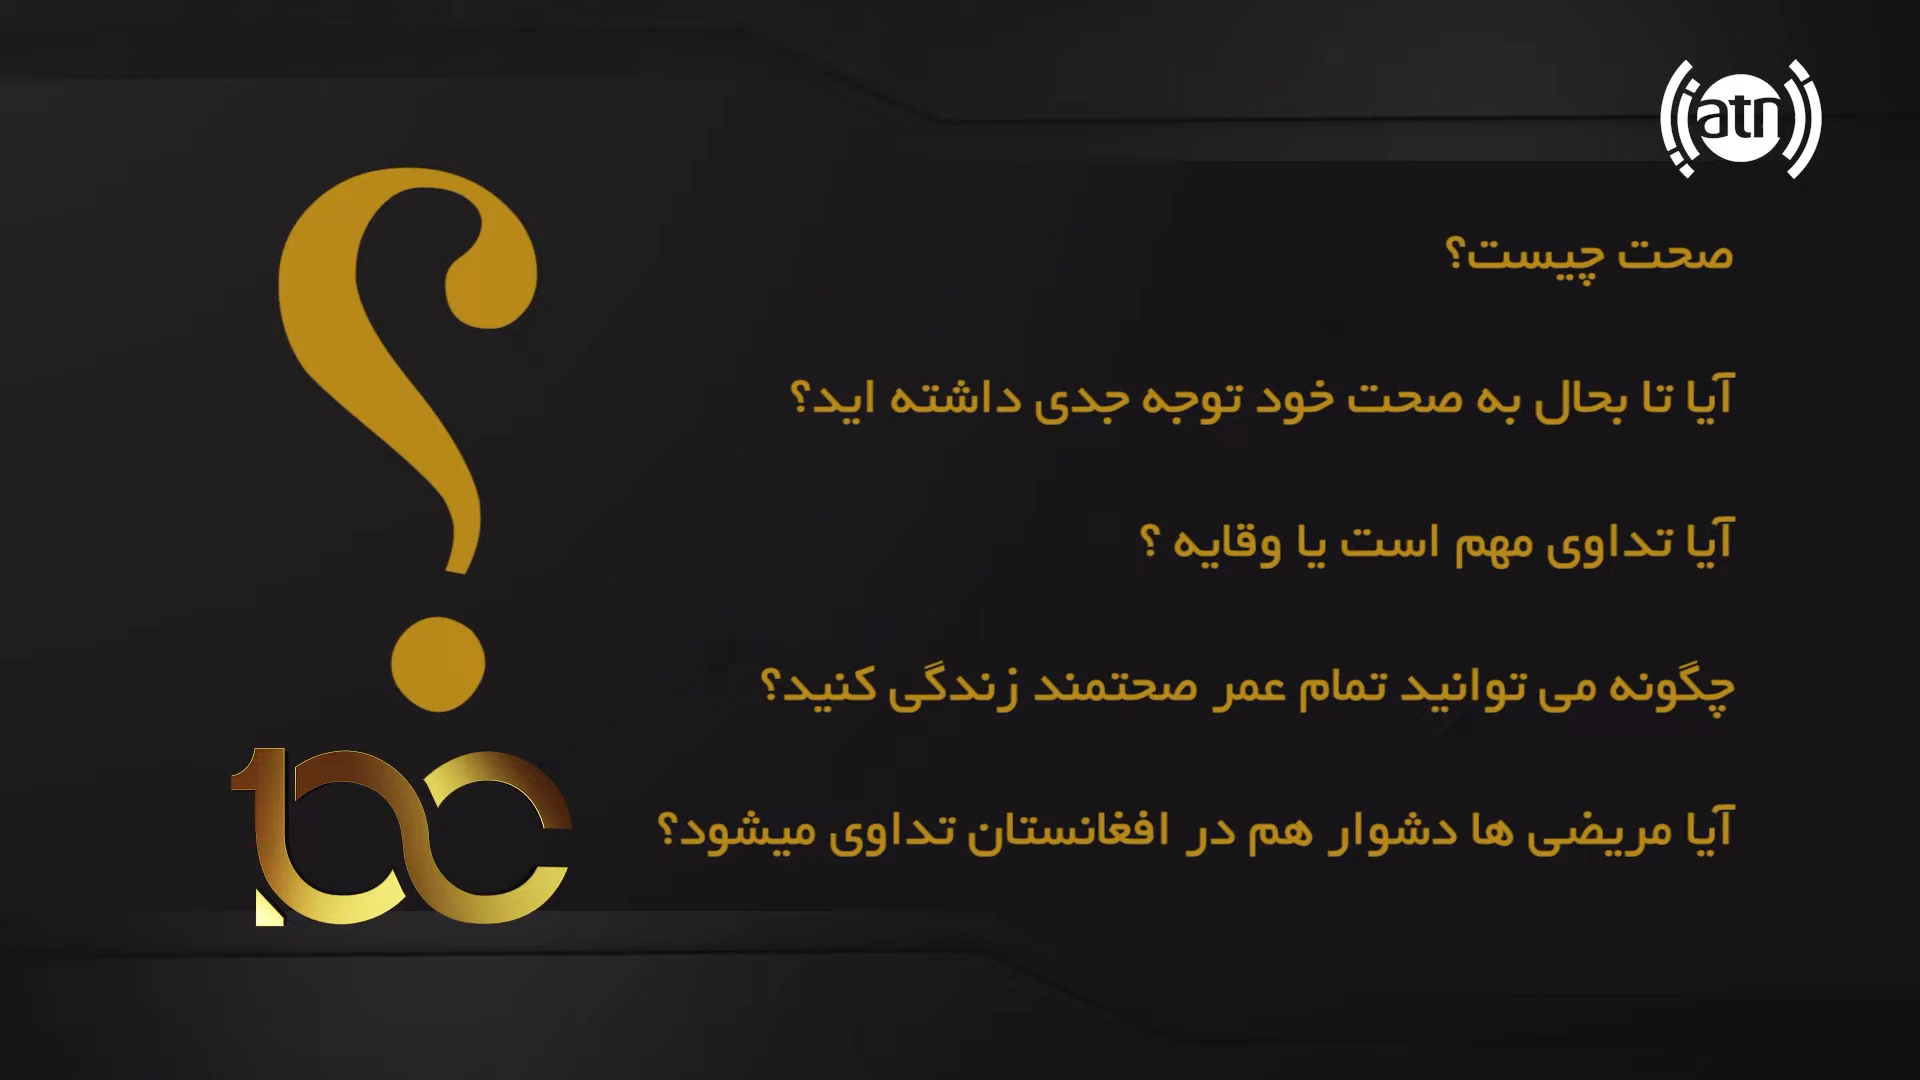 atn
صحت چیست؟
آیا تا بحال به صحت خود توجه جدی داشته اید؟
آیا تداوی مهم است یا وقایه ؟
چگونه می توانید تمام عمر صحتمند زندگی کنید؟
آیا مریضی ها دشوار هم در افغانستان تداوی میشود؟